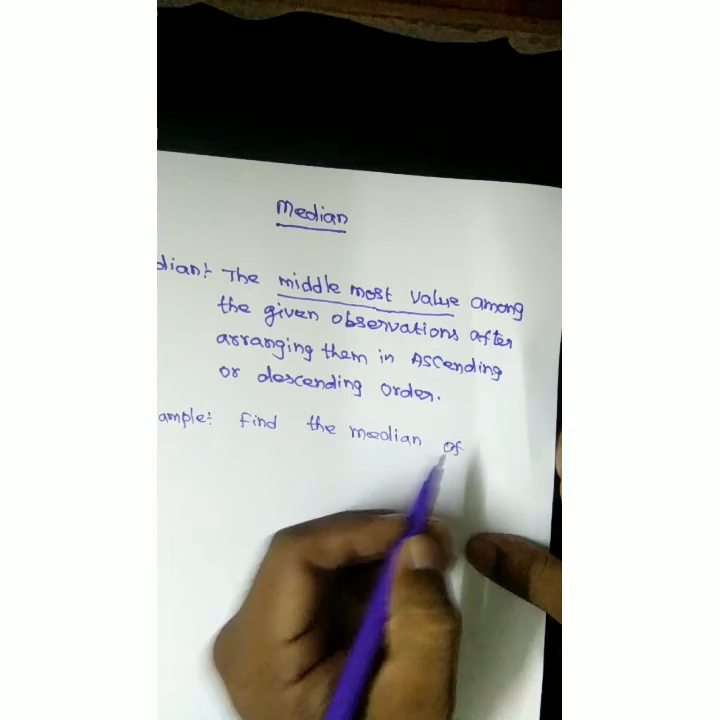 Median
dian:- The middle most value among
the given observations after
arranging them in Ascending
or descending order.
ample:- find the median of